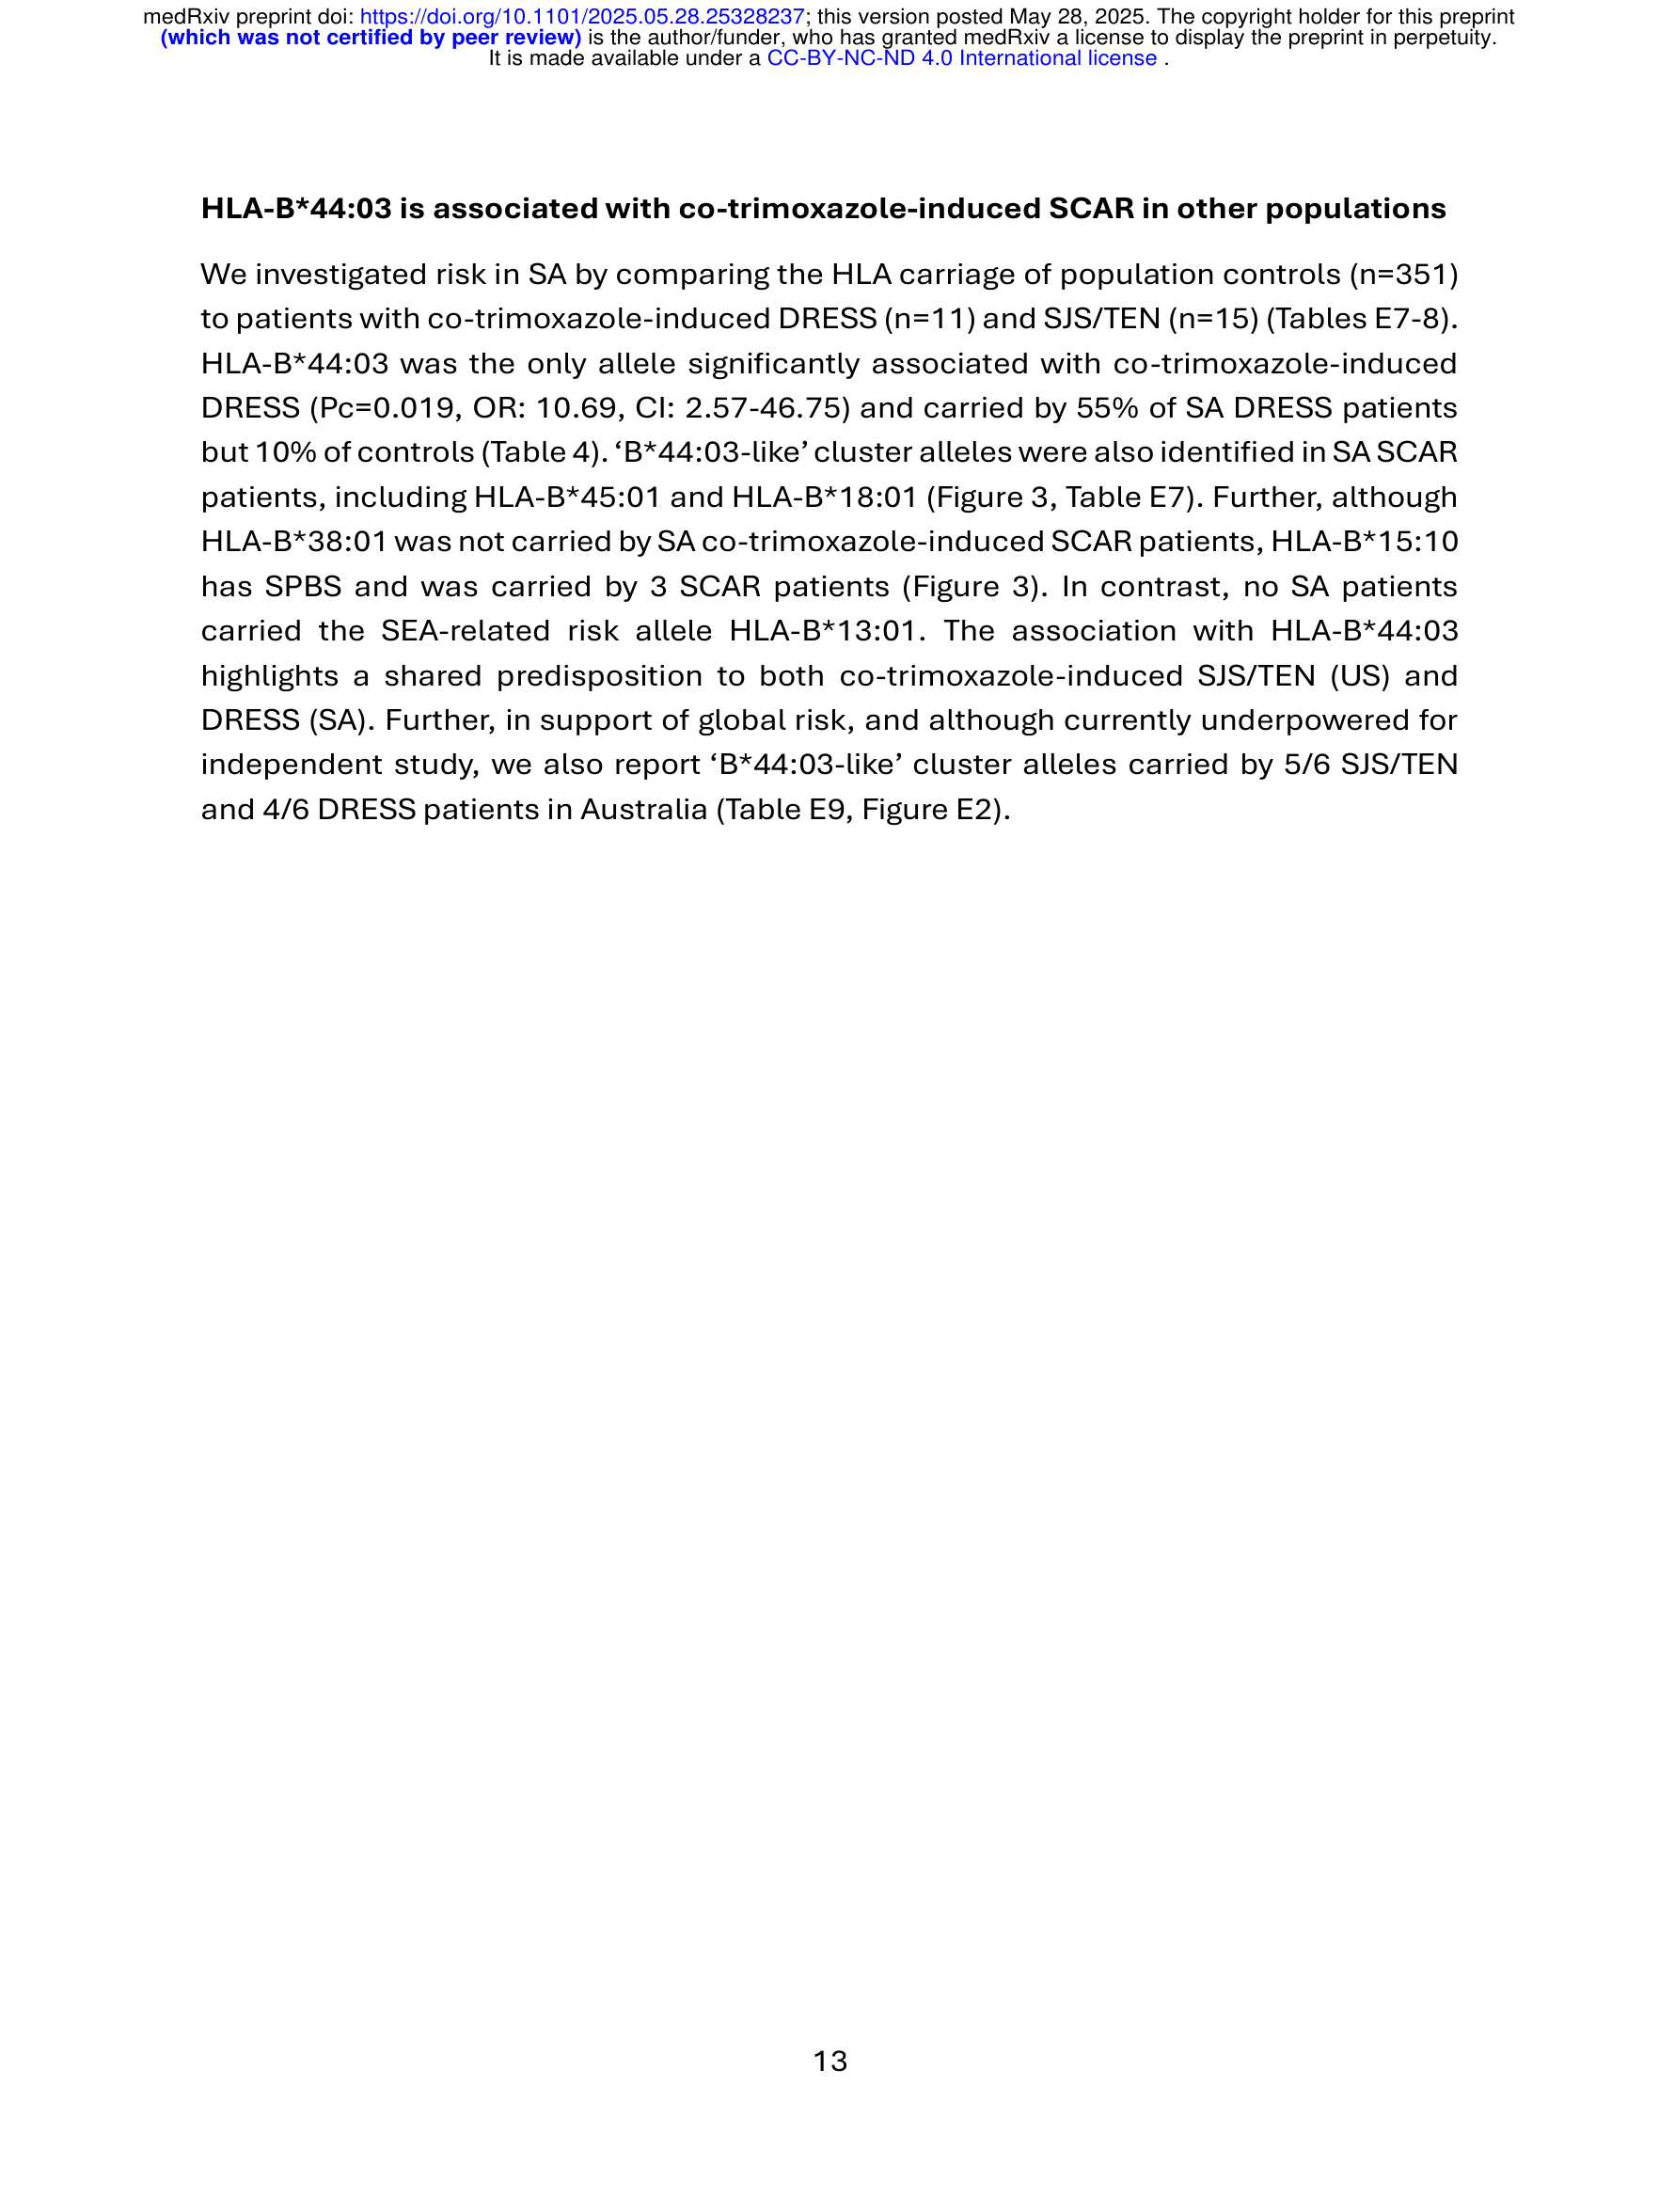 medRxiv preprint doi: https://doi.org/10.1101/2025.05.28.25328237; this version posted May 28, 2025. The copyright holder for this preprint
(which was not certified by peer review) is the author/funder, who has granted medRxiv a license to display the preprint in perpetuity.
It is made available under a CC-BY-NC-ND 4.0 International license .
HLA-B*44:03 is associated with co-trimoxazole-induced SCAR in other populations
We investigated risk in SA by comparing the HLA carriage of population controls (n=351)
to patients with co-trimoxazole-induced DRESS (n=11) and SJS/TEN (n=15) (Tables E7-8).
HLA-B*44:03 was the only allele significantly associated with co-trimoxazole-induced
DRESS (Pc=0.019, OR: 10.69, CI: 2.57-46.75) and carried by 55% of SA DRESS patients
but 10% of controls (Table 4). ‘B*44:03-like’ cluster alleles were also identified in SA SCAR
patients, including HLA-B*45:01 and HLA-B*18:01 (Figure 3, Table E7). Further, although
HLA-B*38:01 was not carried by SA co-trimoxazole-induced SCAR patients, HLA-B*15:10
has SPBS and was carried by 3 SCAR patients (Figure 3). In contrast, no SA patients
carried the SEA-related risk allele HLA-B*13:01. The association with HLA-B*44:03
highlights a shared predisposition to both co-trimoxazole-induced SJS/TEN (US) and
DRESS (SA). Further, in support of global risk, and although currently underpowered for
independent study, we also report ‘B*44:03-like’ cluster alleles carried by 5/6 SJS/TEN
and 4/6 DRESS patients in Australia (Table E9, Figure E2).
13